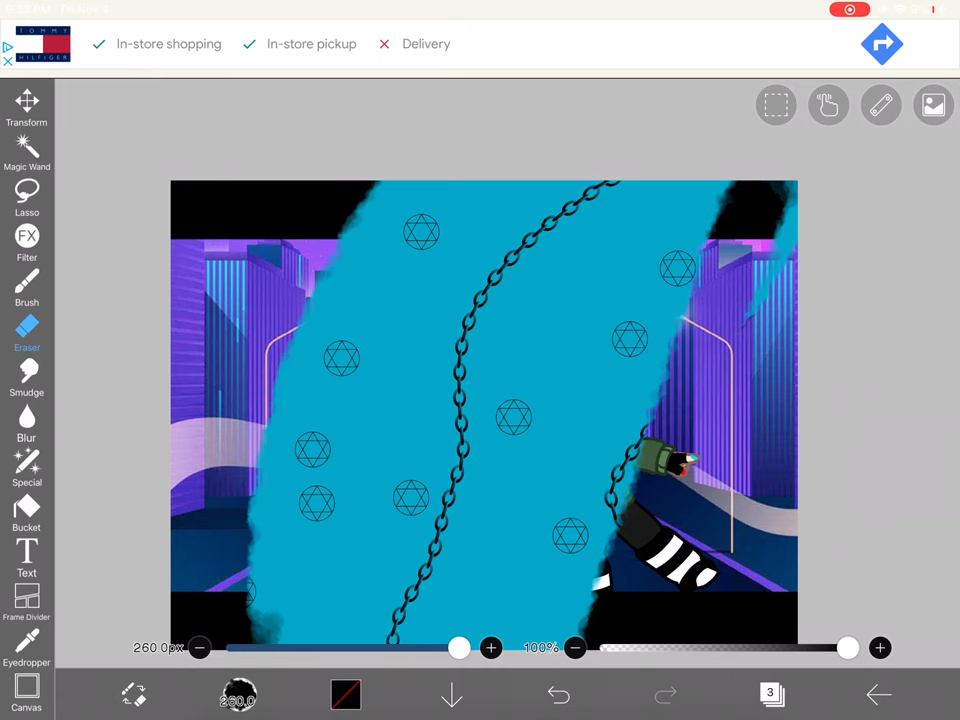 TOMMY
HILFIGER
In-store shopping
In-store pickup
Delivery
Transform
Magic Wand
Lasso
FX
Filter
Brush
Eraser
Smudge
Blur
Special
Bucket
T
Text
Frame Divider
Eyedropper
Canvas
260.0px
100%
260.0
3